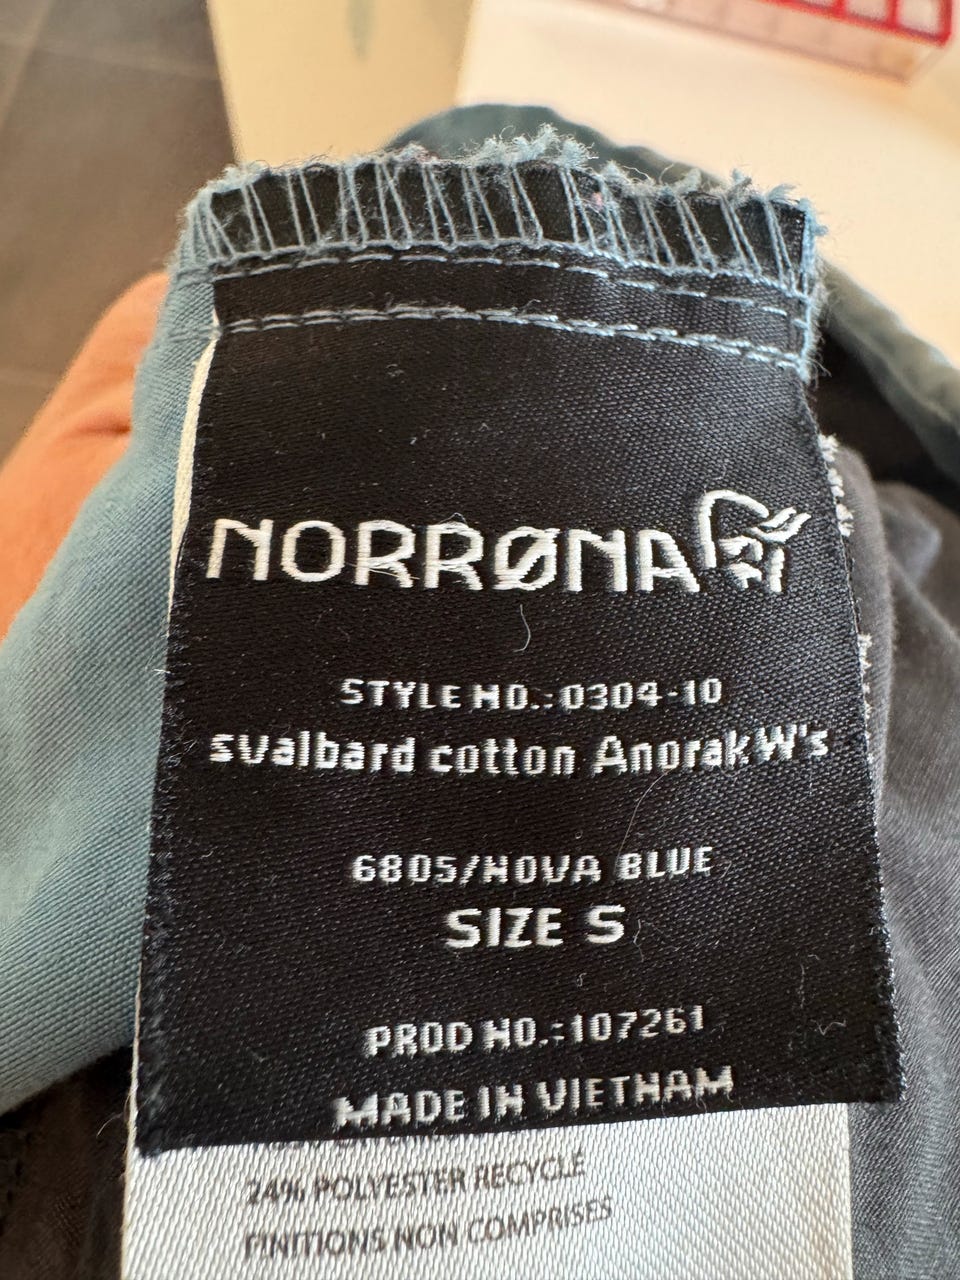 NORRØNA
STYLE NO.:0304-10
svalbard cotton Anorak W's
6805/NOVA BLUE
SIZE S
PROD NO.:107261
MADE IN VIETNAM
24% POLYESTER RECYCLÉ
FINITIONS NON COMPRISES